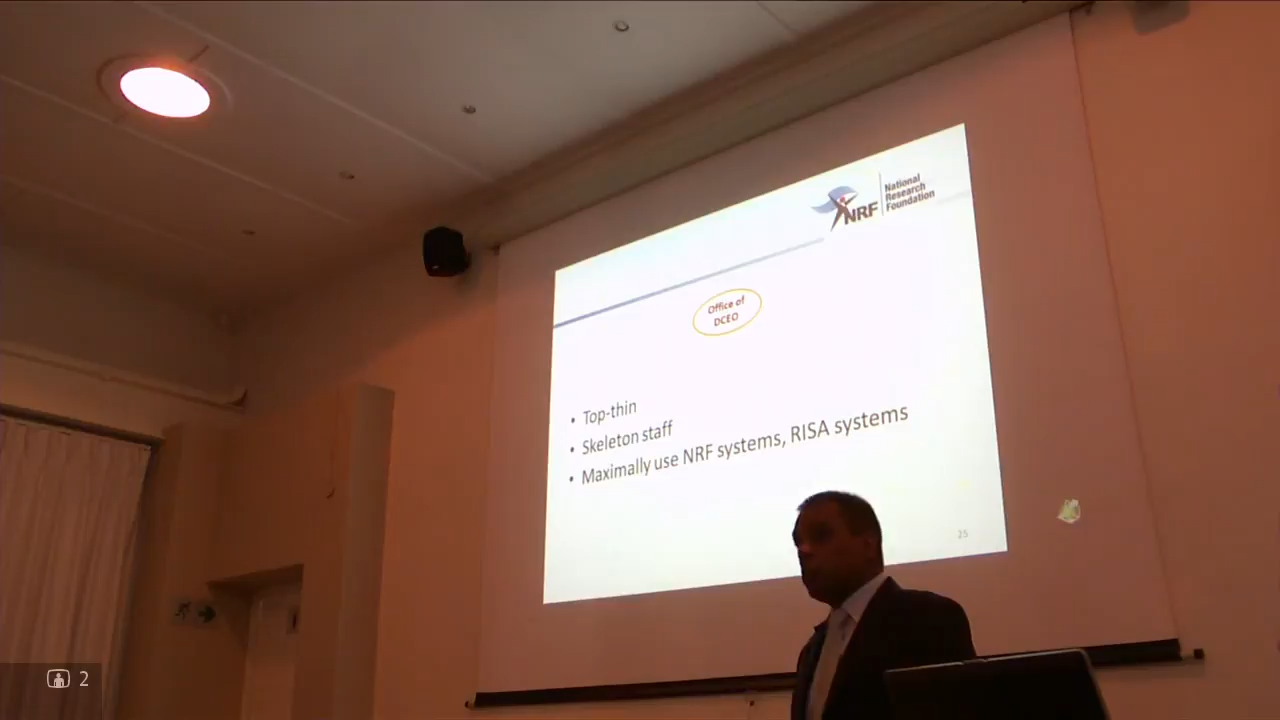 NRF
National
Research
Foundation
Office of
DCEO
• Top-thin
• Skeleton staff
• Maximally use NRF systems, RISA systems
25
2